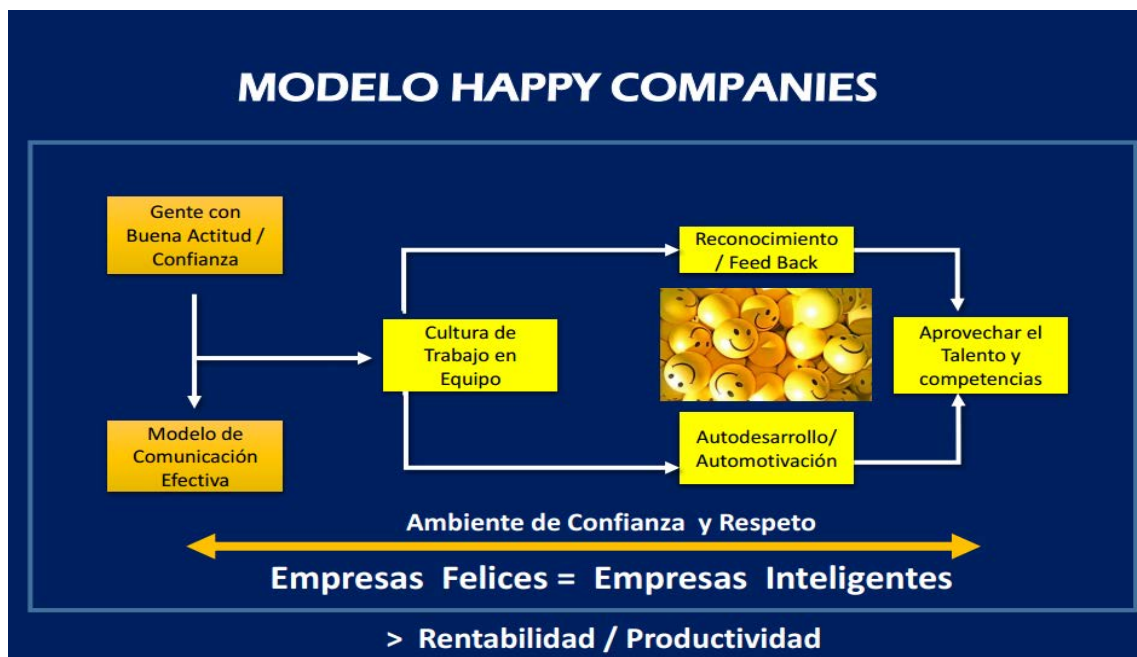 MODELO HAPPY COMPANIES
Gente con
Buena Actitud /
Confianza
Modelo de
Comunicación
Efectiva
Cultura de
Trabajo en
Equipo
Reconocimiento
/ Feed Back
Autodesarrollo/
Automotivación
Aprovechar el
Talento y
competencias
Ambiente de Confianza y Respeto
Empresas Felices = Empresas Inteligentes
> Rentabilidad / Productividad